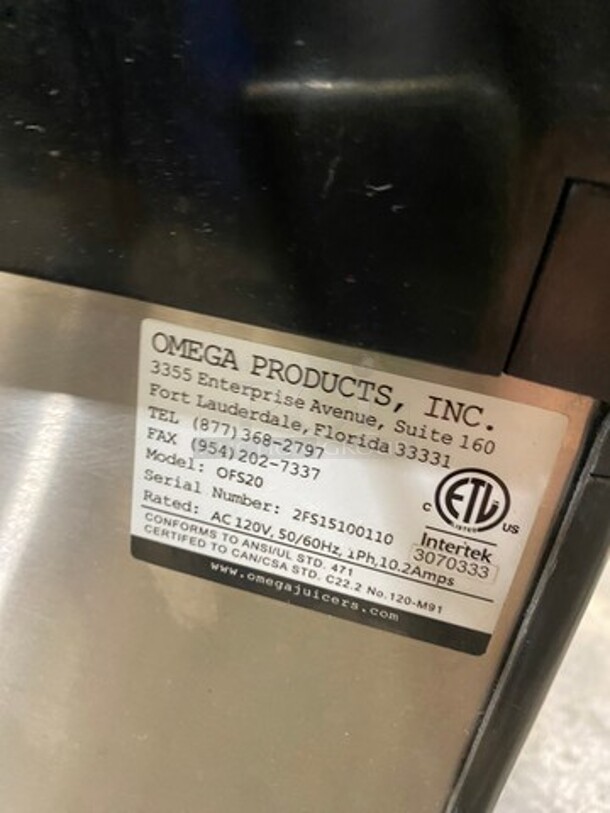 OMEGA PRODUCTS, INC.
3355 Enterprise Avenue, Suite 160
Fort Lauderdale, Florida 33331
TEL (877)368-2797
FAX (954)202-7337
Model: OFS20
Serial Number: 2FS15100110
Rated: AC 120V, 50/60Hz, 1Ph,10.2Amps
CONFORMS TO ANSI/UL STD. 471
CERTIFED TO CAN/CSA STD. C22.2 No.120-M91
www.omegajuicers.com
C ETL US
LISTED
Intertek
3070333